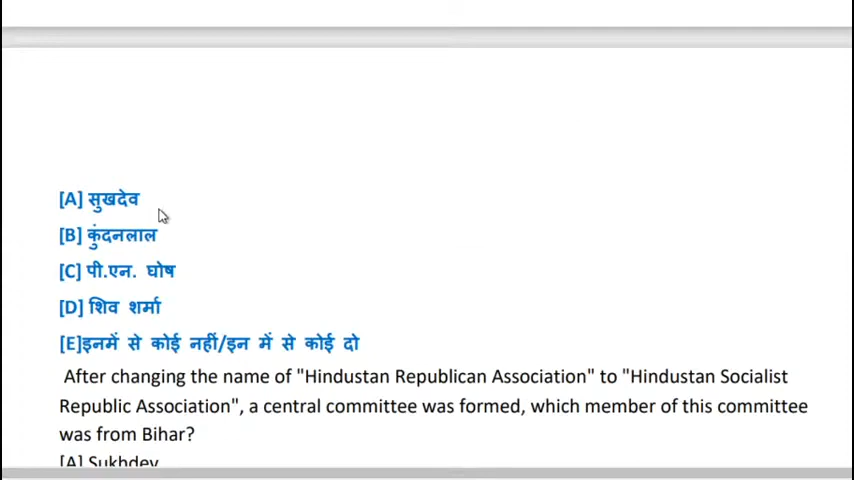 [A] सुखदेव
[B] कुंदनलाल
[C] पी.एन. घोष
[D] शिव शर्मा
[E]इनमें से कोई नहीं/इन में से कोई दो
After changing the name of "Hindustan Republican Association" to "Hindustan Socialist
Republic Association", a central committee was formed, which member of this committee
was from Bihar?
[A] Sukhdev